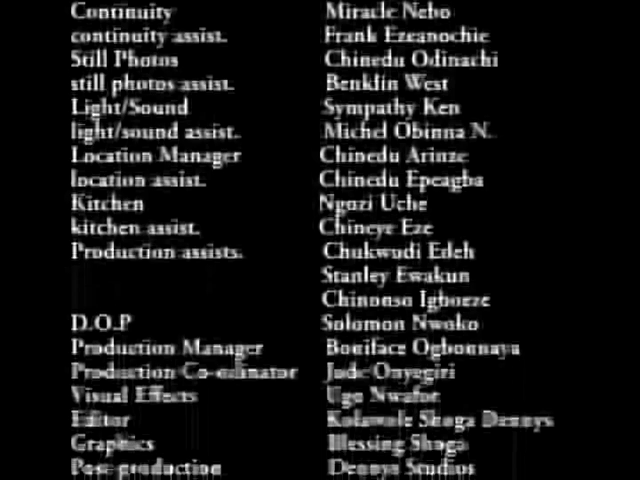 Continuity Miracle Nebo
continuity assist. Frank Ezeanochie
Still Photos Chinedu Odinachi
still photos assist. Benklin West
Light/Sound Sympathy Ken
light/sound assist. Michel Obinna N.
Location Manager Chinedu Arinze
location assist. Chinedu Epeagba
Kitchen Ngozi Uche
kitchen assist. Chineye Eze
Production assists. Chukwudi Edeh
Stanley Ewakun
Chinonso Igboeze
D.O.P Solomon Nwoko
Production Manager Boniface Ogbonnaya
Production Co-odinator Jude Onyegiri
Visual Effects Ugo Nwafor
Editor Kolawole Shoga Dennys
Graphics Blessing Shoga
Post-production Dennys Studios